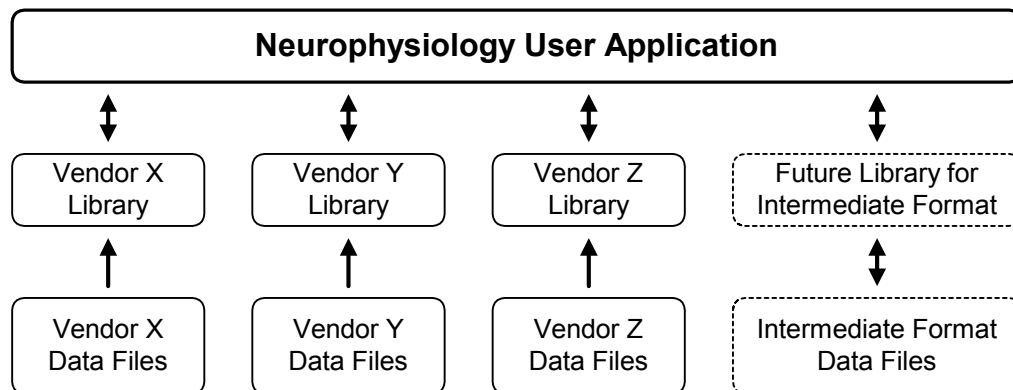 Neurophysiology User Application
Vendor X
Library
Vendor Y
Library
Vendor Z
Library
Future Library for
Intermediate Format
Vendor X
Data Files
Vendor Y
Data Files
Vendor Z
Data Files
Intermediate Format
Data Files